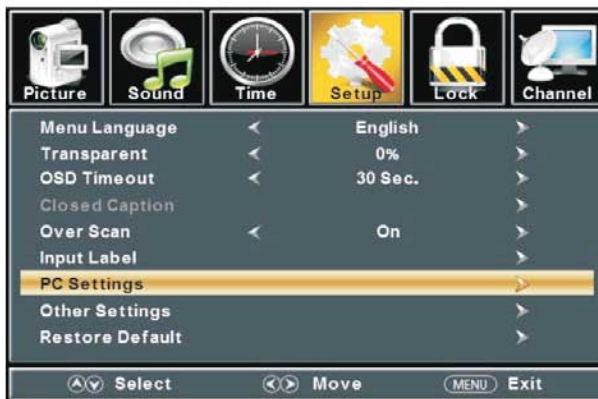 Picture Sound Time Setup Lock Channel
Menu Language English
Transparent 0%
OSD Timeout 30 Sec.
Closed Caption
Over Scan On
Input Label
PC Settings
Other Settings
Restore Default
Select Move MENU Exit